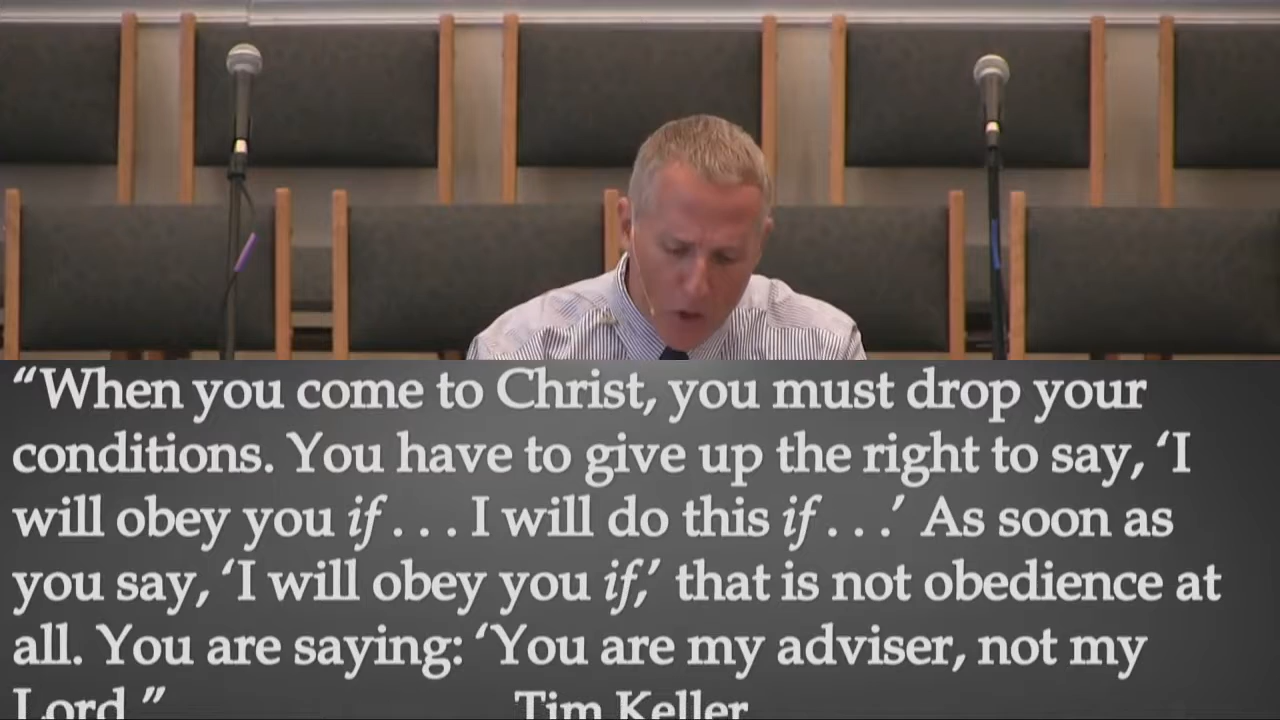 “When you come to Christ, you must drop your
conditions. You have to give up the right to say, ‘I
will obey you if . . . I will do this if . . .’ As soon as
you say, ‘I will obey you if,’ that is not obedience at
all. You are saying: ‘You are my adviser, not my
Lord.” Tim Keller